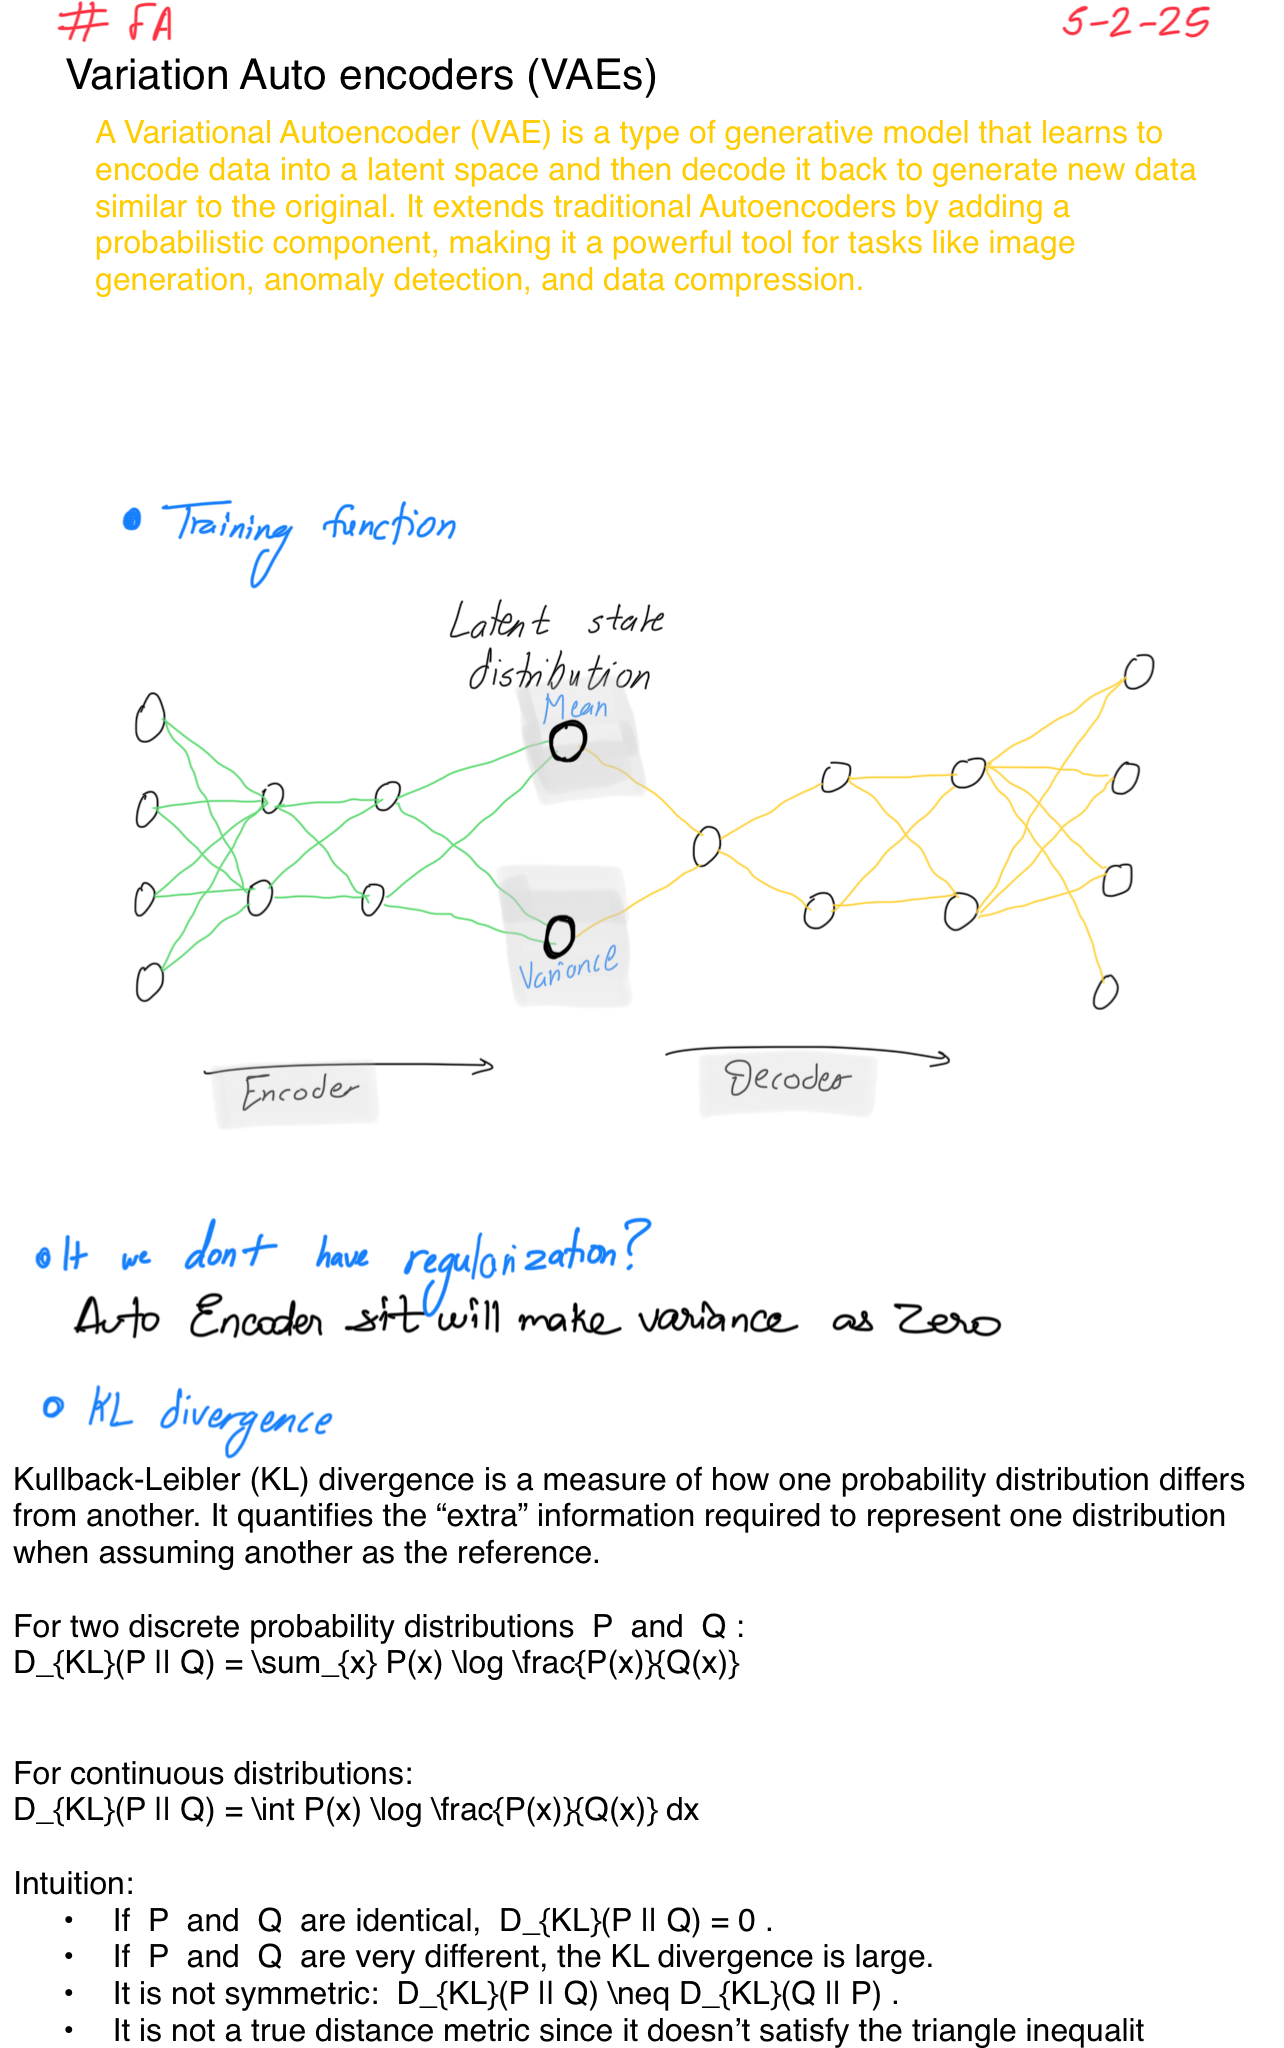 # FA
5-2-25
Variation Auto encoders (VAEs)
A Variational Autoencoder (VAE) is a type of generative model that learns to
encode data into a latent space and then decode it back to generate new data
similar to the original. It extends traditional Autoencoders by adding a
probabilistic component, making it a powerful tool for tasks like image
generation, anomaly detection, and data compression.
• Training function
Latent state
distribution
Mean
Variance
Encoder
Decoder
• It we dont have regularization?
Auto Encoder sit will make variance as Zero
• KL divergence
Kullback-Leibler (KL) divergence is a measure of how one probability distribution differs
from another. It quantifies the “extra” information required to represent one distribution
when assuming another as the reference.
For two discrete probability distributions  P  and  Q :
D_{KL}(P || Q) = \sum_{x} P(x) \log \frac{P(x)}{Q(x)}
For continuous distributions:
D_{KL}(P || Q) = \int P(x) \log \frac{P(x)}{Q(x)} dx
Intuition:
• If  P  and  Q  are identical,  D_{KL}(P || Q) = 0 .
• If  P  and  Q  are very different, the KL divergence is large.
• It is not symmetric:  D_{KL}(P || Q) \neq D_{KL}(Q || P) .
• It is not a true distance metric since it doesn’t satisfy the triangle inequalit